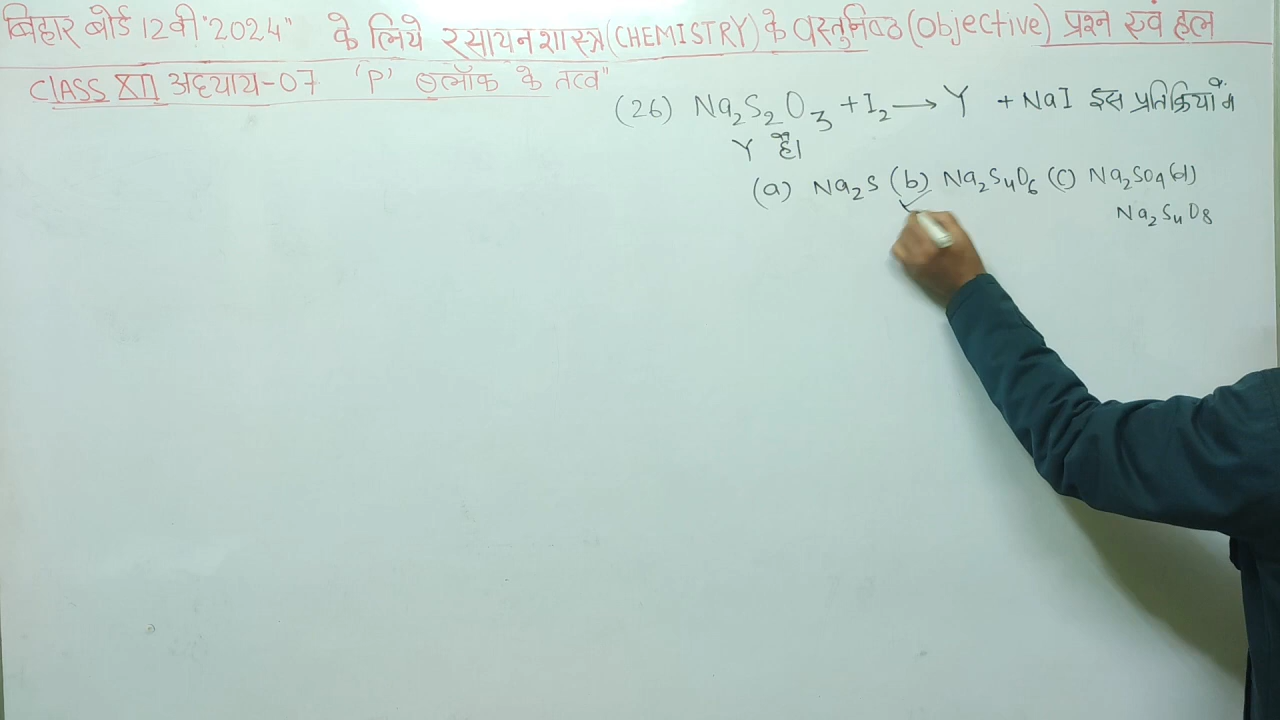 बिहार बोर्ड 12वी "2024" के लिये रसायन शास्त्र (CHEMISTRY) के वस्तुनिष्ठ (Objective) प्रश्न एवं हल
CLASS XII अध्याय-07 'P' ब्लॉक के तत्व"
(26) Na₂S₂O₃ + I₂ ⟶ Y + NaI इस प्रतिक्रिया में
Y है।
(a) Na₂S (b) Na₂S₄O₆ (c) Na₂SO₄ (d)
Na₂S₄O₈